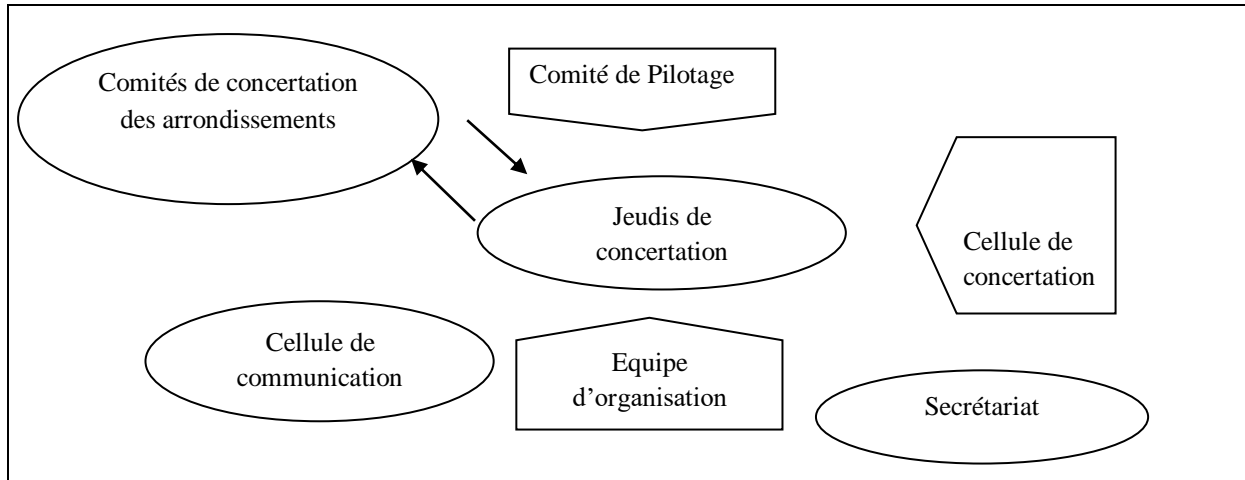 Comités de concertation
des arrondissements
Comité de Pilotage
Jeudis de
concertation
Cellule de
concertation
Cellule de
communication
Equipe
d’organisation
Secrétariat